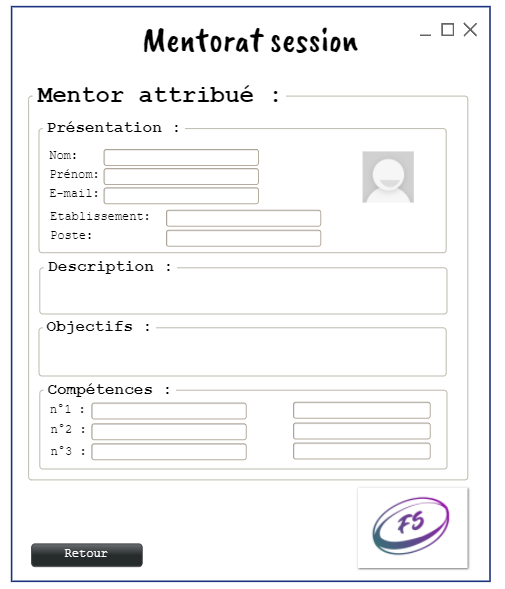 Mentorat session
Mentor attribué :
Présentation :
Nom:
Prénom:
E-mail:
Etablissement:
Poste:
Description :
Objectifs :
Compétences :
n°1 :
n°2 :
n°3 :
FS
Retour